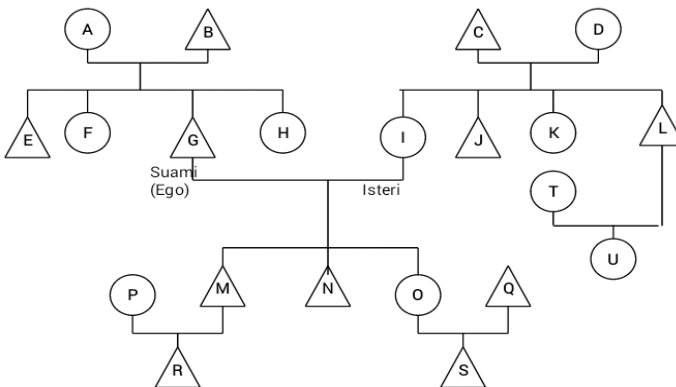 A B C D
E F G H I J K L
Suami
(Ego) Isteri
T
U
P M N O Q
R S